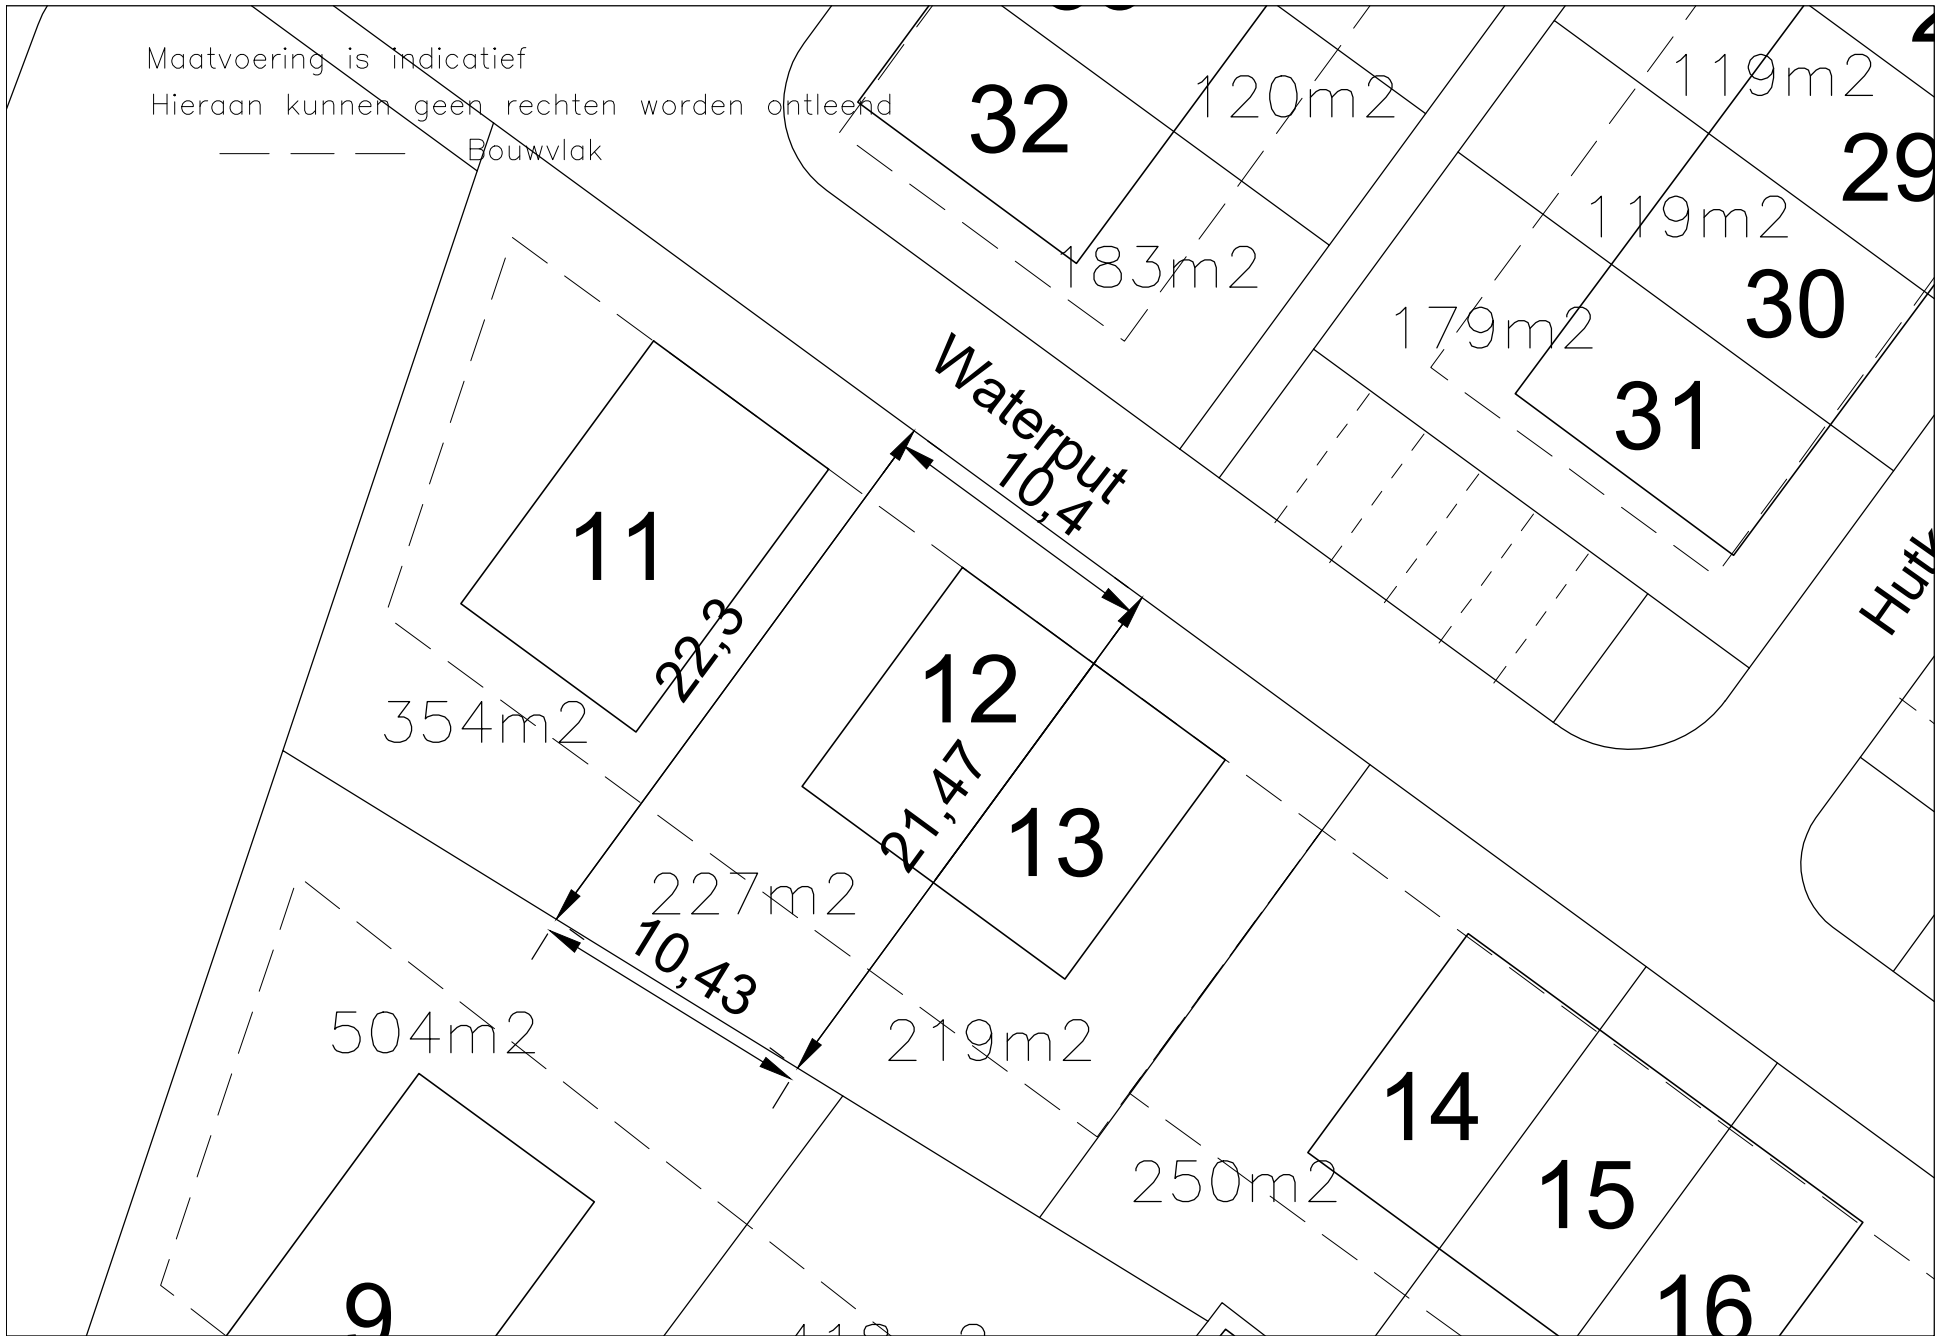 Maatvoering is indicatief
Hieraan kunnen geen rechten worden ontleend
Bouwvlak
32
120m2
119m2
29
119m2
183m2
30
179m2
31
Waterput
10,4
11
22,3
354m2
12
21,47
13
227m2
10,43
504m2
219m2
14
250m2
15
16
9